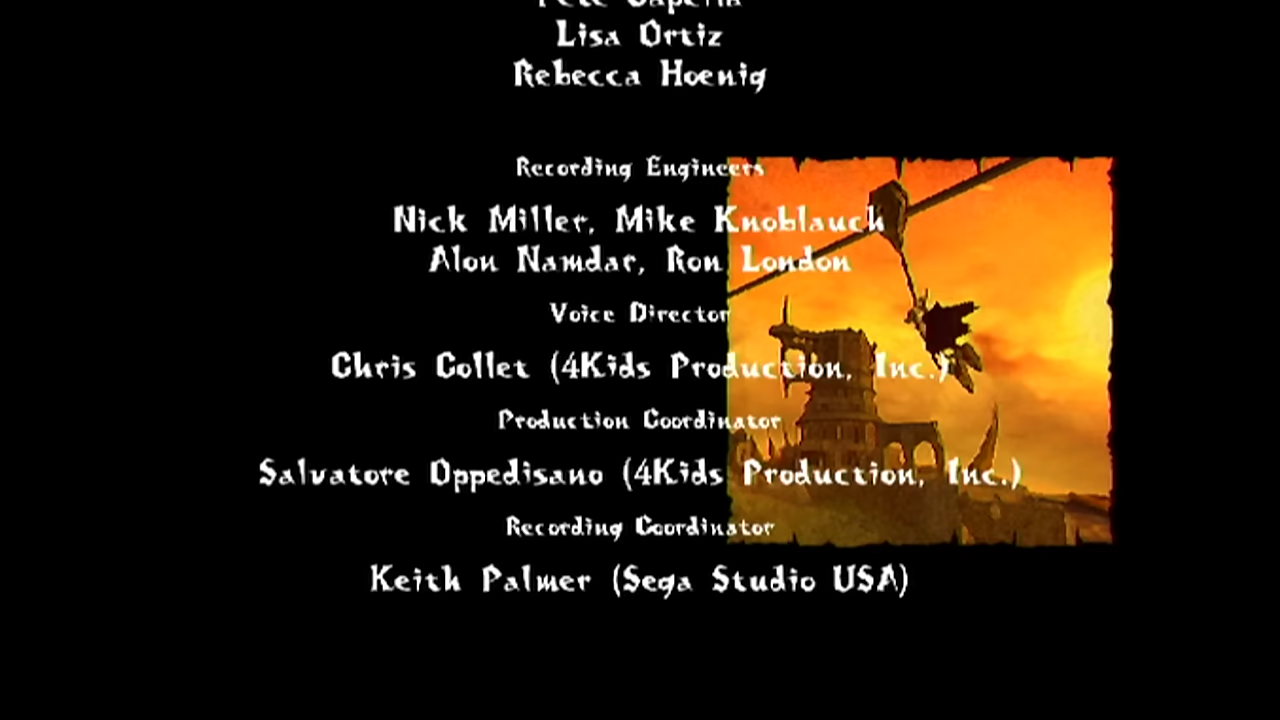 Lisa Ortiz
Rebecca Hoenig
Recording Engineers
Nick Miller, Mike Knoblauch
Alon Namdar, Ron London
Voice Director
Chris Collet (4Kids Production, Inc.)
Production Coordinator
Salvatore Oppedisano (4Kids Production, Inc.)
Recording Coordinator
Keith Palmer (Sega Studio USA)